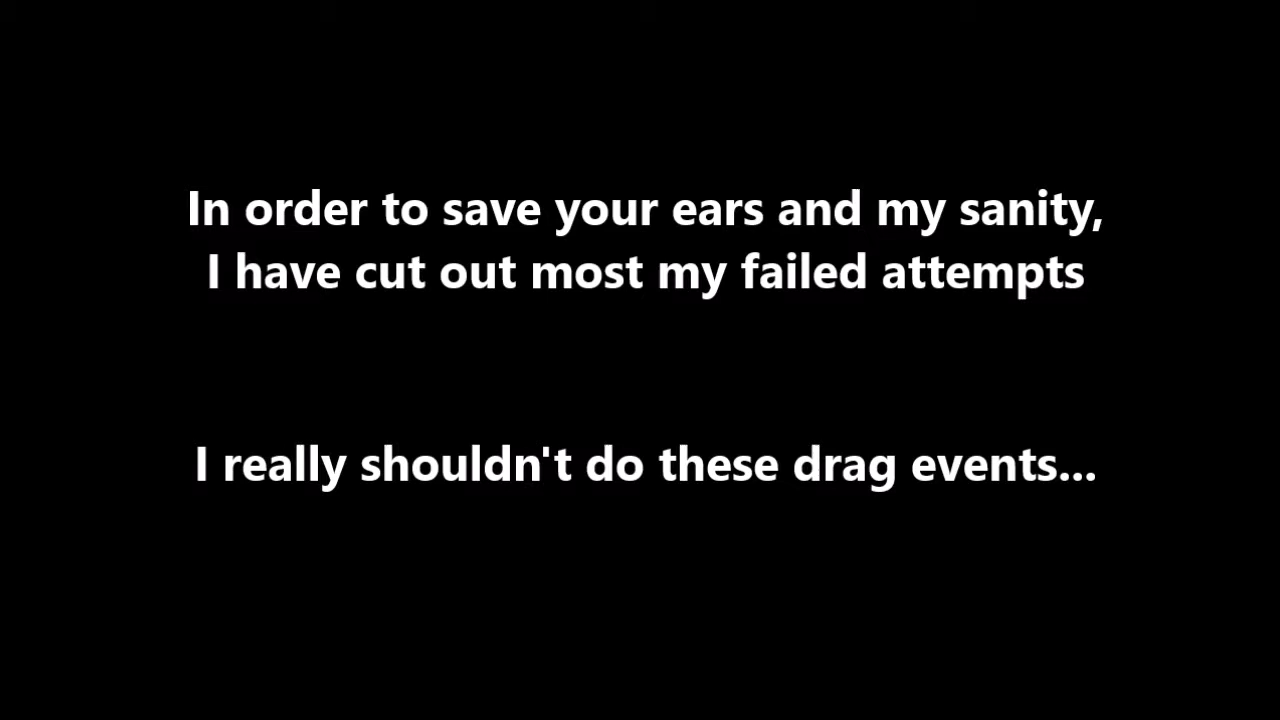 In order to save your ears and my sanity,
I have cut out most my failed attempts
I really shouldn't do these drag events...